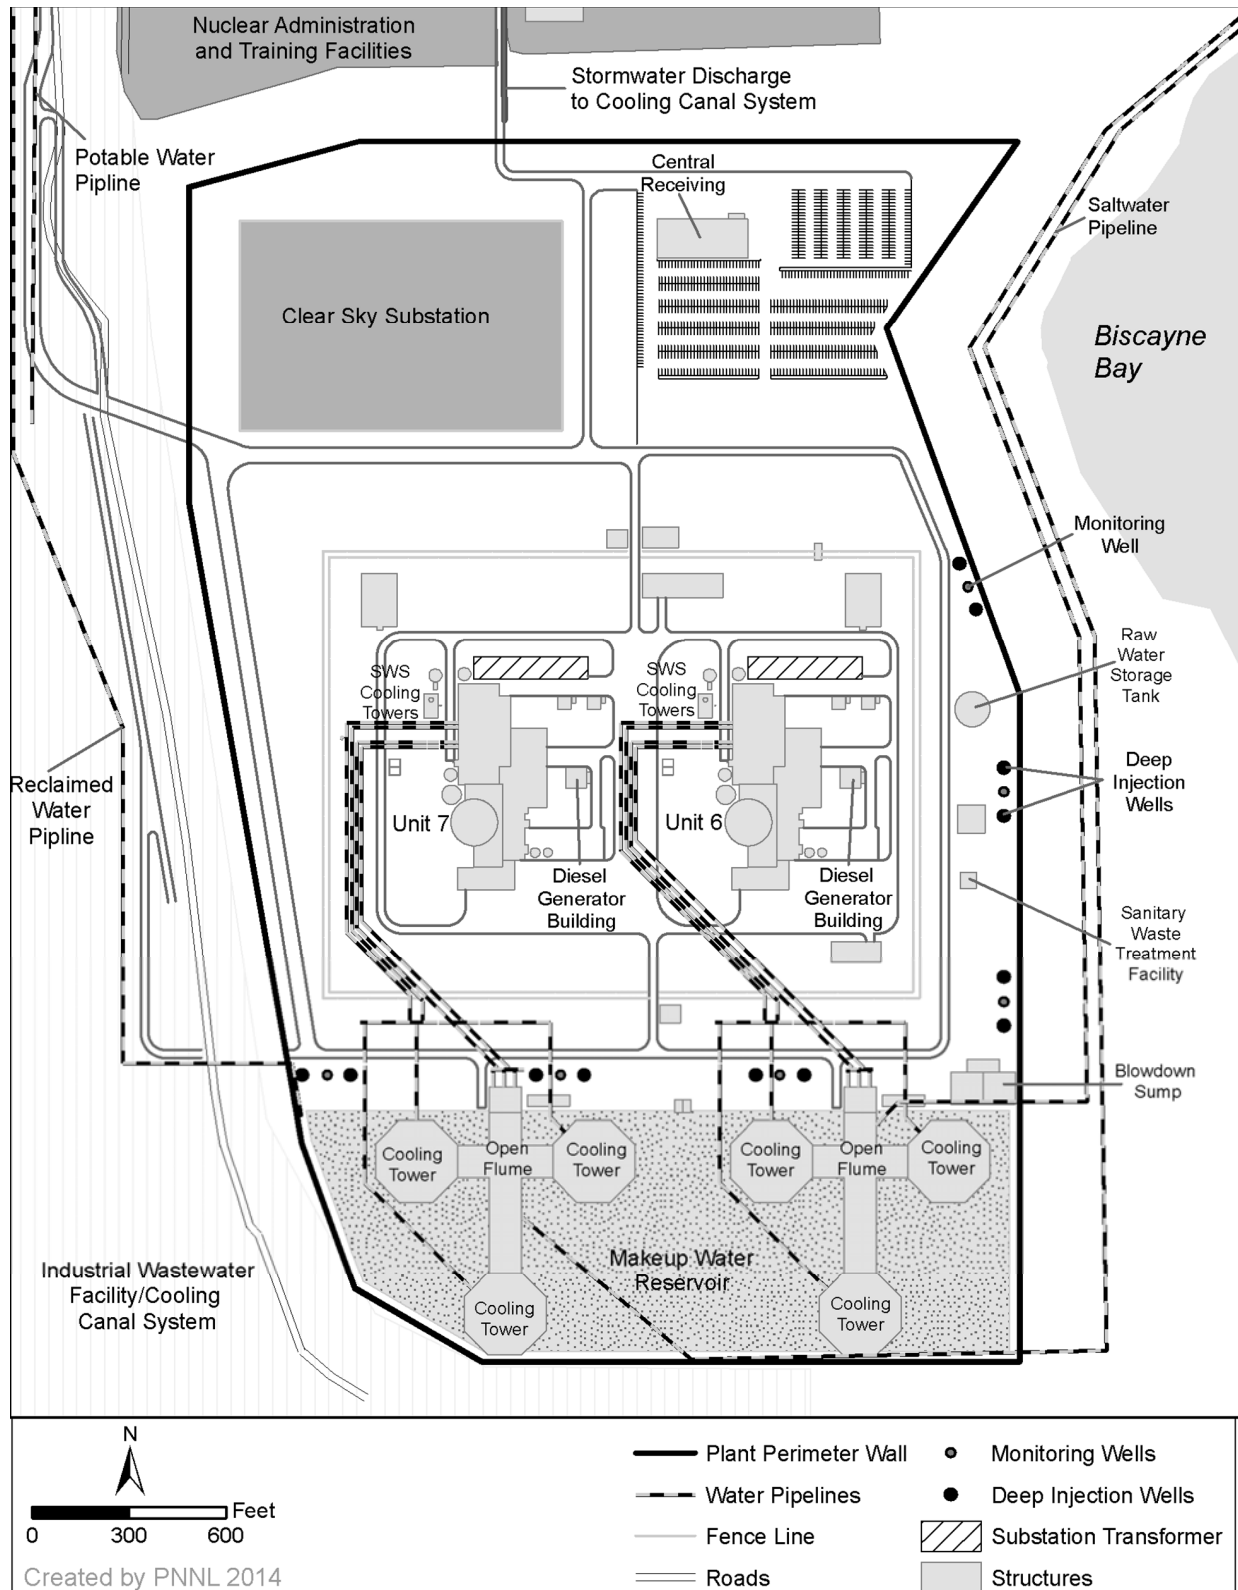 Nuclear Administration
and Training Facilities
Stormwater Discharge
to Cooling Canal System
Potable Water
Pipline
Central
Receiving
Saltwater
Pipeline
Clear Sky Substation
Biscayne
Bay
Monitoring
Well
Raw
Water
Storage
Tank
SWS
Cooling
Towers
SWS
Cooling
Towers
Reclaimed
Water
Pipline
Deep
Injection
Wells
Unit 7
Unit 6
Diesel
Generator
Building
Diesel
Generator
Building
Sanitary
Waste
Treatment
Facility
Blowdown
Sump
Cooling
Tower
Open
Flume
Cooling
Tower
Cooling
Tower
Open
Flume
Cooling
Tower
Makeup Water
Reservoir
Industrial Wastewater
Facility/Cooling
Canal System
Cooling
Tower
Cooling
Tower
N
Feet
0 300 600
Created by PNNL 2014
Plant Perimeter Wall
Water Pipelines
Fence Line
Roads
Monitoring Wells
Deep Injection Wells
Substation Transformer
Structures